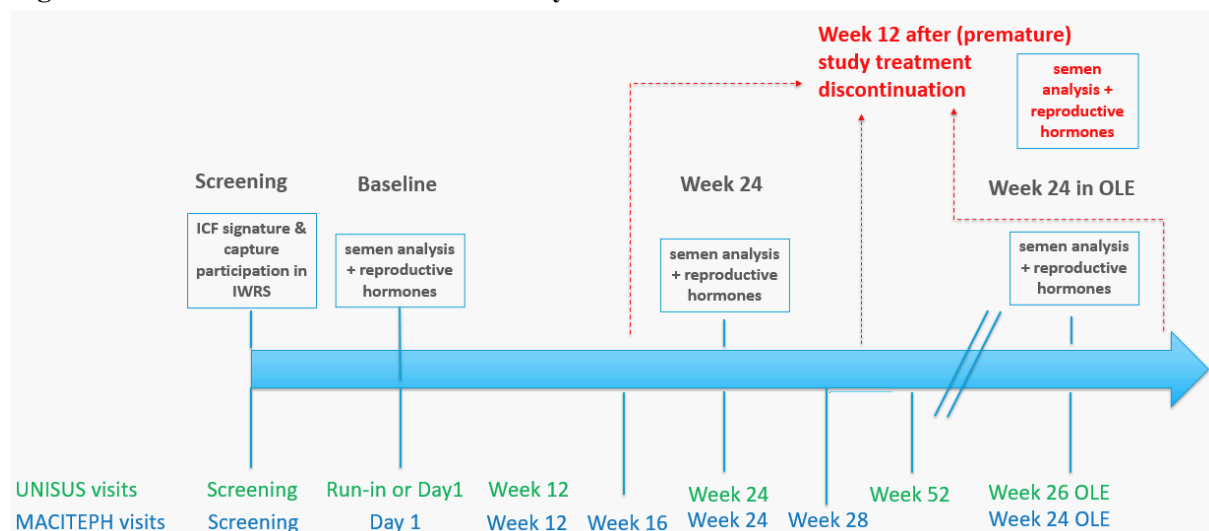 Week 12 after (premature)
study treatment
discontinuation
semen
analysis +
reproductive
hormones
Screening
Baseline
Week 24
Week 24 in OLE
ICF signature &
capture
participation in
IWRS
semen analysis
+ reproductive
hormones
semen analysis
+ reproductive
hormones
semen analysis
+ reproductive
hormones
UNISUS visits Screening Run-in or Day1 Week 12 Week 24 Week 52 Week 26 OLE
MACITEPH visits Screening Day 1 Week 12 Week 16 Week 24 Week 28 Week 24 OLE